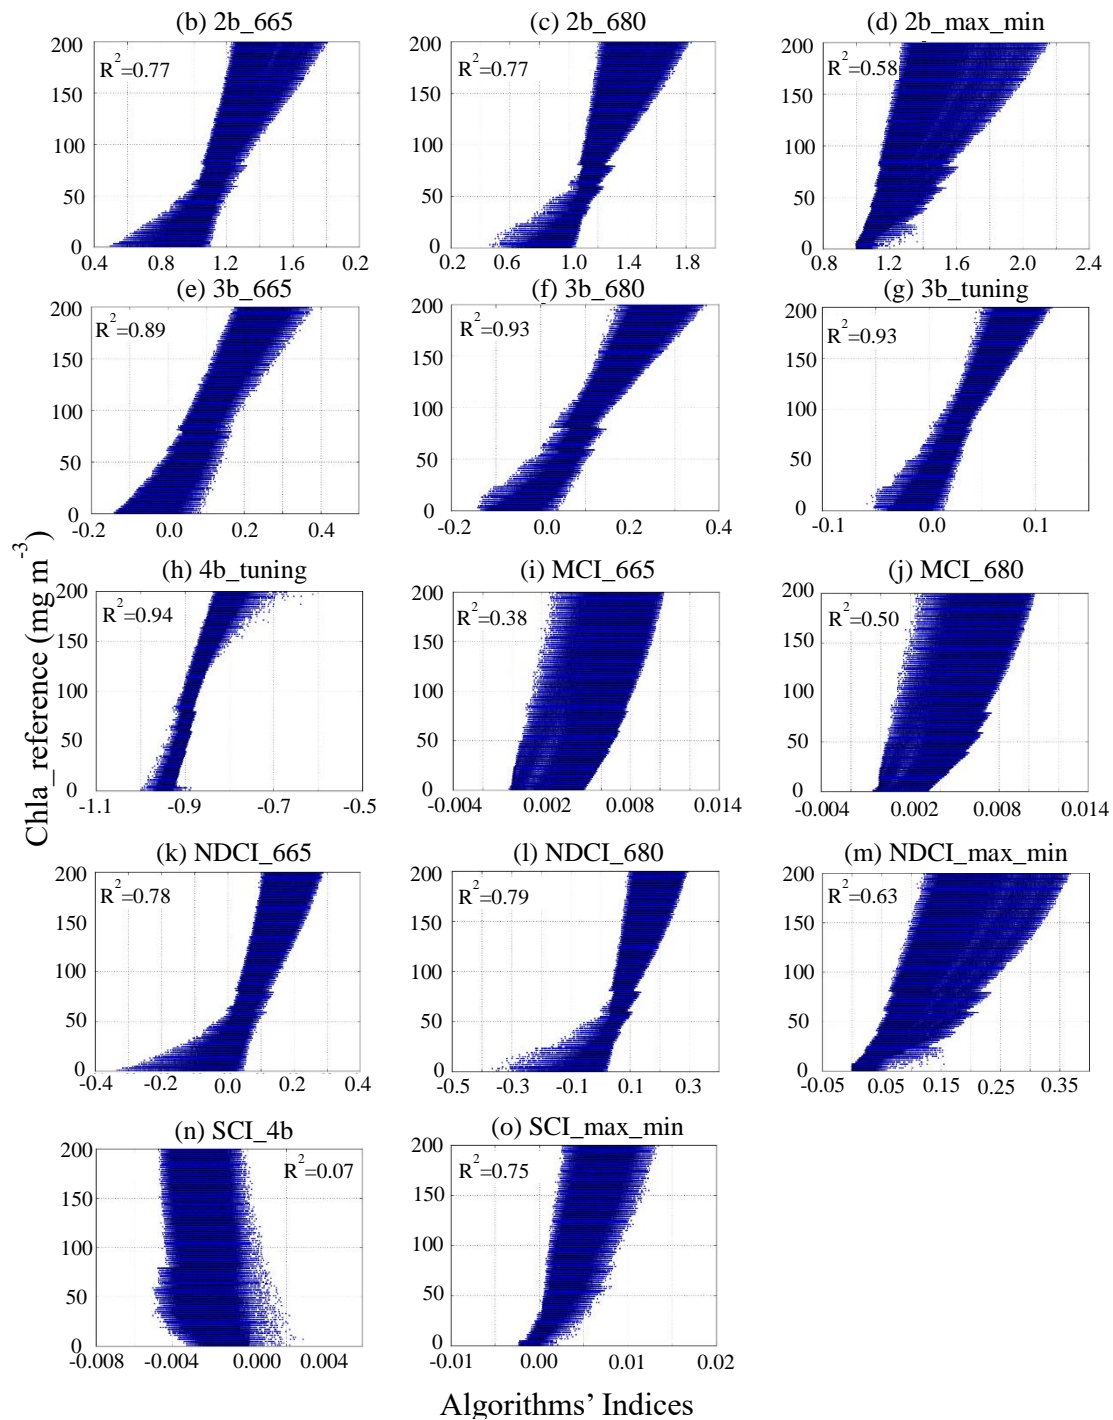 (b) 2b_665
(c) 2b_680
(d) 2b_max_min
200
150
100
50
0
R²=0.77
0.4 0.8 1.2 1.6 0.2
200
150
100
50
0
R²=0.77
0.2 0.6 1.0 1.4 1.8 2.2
200
150
100
50
0
R²=0.58
0.8 1.2 1.6 2.0 2.4
(e) 3b_665
(f) 3b_680
(g) 3b_tuning
200
150
100
50
0
R²=0.89
-0.2 0.0 0.2 0.4
200
150
100
50
0
R²=0.93
-0.2 0.0 0.2 0.4
200
150
100
50
0
R²=0.93
-0.1 0.0 0.1
Chla_reference (mg m⁻³)
(h) 4b_tuning
(i) MCI_665
(j) MCI_680
200
150
100
50
0
R²=0.94
-1.1 -0.9 -0.7 -0.5
200
150
100
50
0
R²=0.38
-0.004 0.002 0.008 0.014
200
150
100
50
0
R²=0.50
-0.004 0.002 0.008 0.014
(k) NDCI_665
(l) NDCI_680
(m) NDCI_max_min
200
150
100
50
0
R²=0.78
-0.4 -0.2 0.0 0.2 0.4
200
150
100
50
0
R²=0.79
-0.5 -0.3 -0.1 0.1 0.3
200
150
100
50
0
R²=0.63
-0.05 0.05 0.15 0.25 0.35
(n) SCI_4b
(o) SCI_max_min
200
150
100
50
0
R²=0.07
-0.008 -0.004 0.000 0.004
200
150
100
50
0
R²=0.75
-0.01 0.00 0.01 0.02
Algorithms' Indices